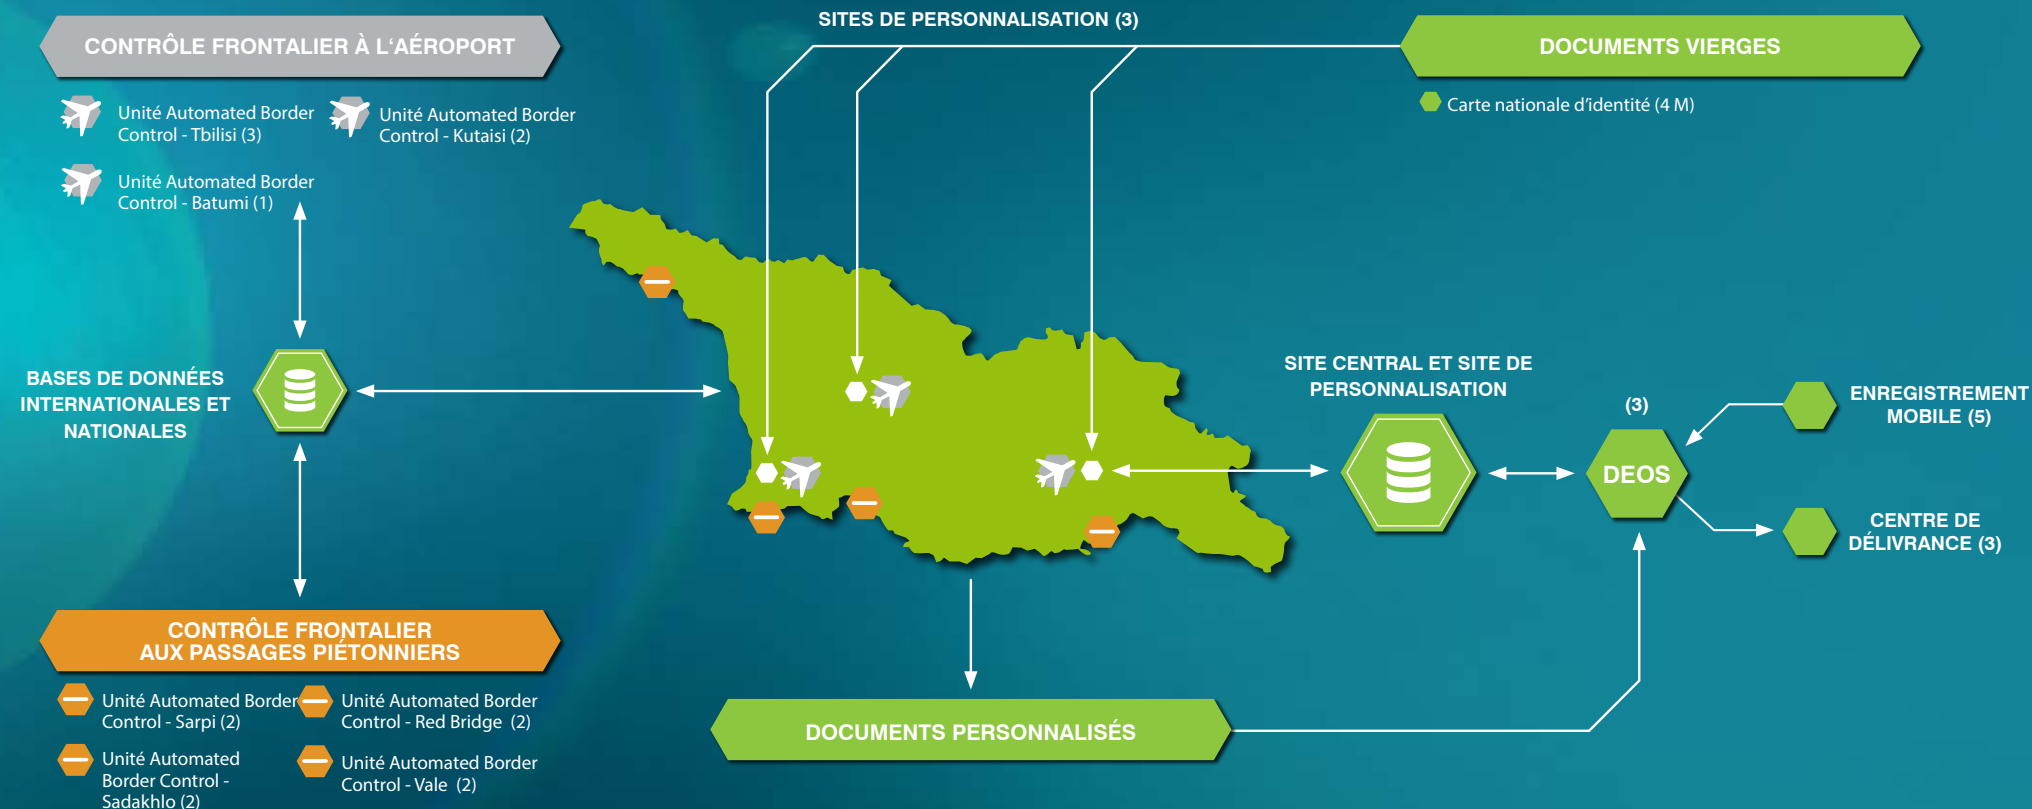 CONTRÔLE FRONTALIER À L'AÉROPORT
Unité Automated Border
Control - Tbilisi (3)
Unité Automated Border
Control - Kutaisi (2)
Unité Automated Border
Control - Batumi (1)
SITES DE PERSONNALISATION (3)
DOCUMENTS VIERGES
Carte nationale d'identité (4 M)
BASES DE DONNÉES
INTERNATIONALES ET
NATIONALES
SITE CENTRAL ET SITE DE
PERSONNALISATION
(3)
DEOS
ENREGISTREMENT
MOBILE (5)
CENTRE DE
DÉLIVRANCE (3)
CONTRÔLE FRONTALIER
AUX PASSAGES PIÉTONNIERS
Unité Automated Border
Control - Sarpi (2)
Unité Automated Border
Control - Red Bridge (2)
Unité Automated
Border Control -
Sadakhlo (2)
Unité Automated Border
Control - Vale (2)
DOCUMENTS PERSONNALISÉS